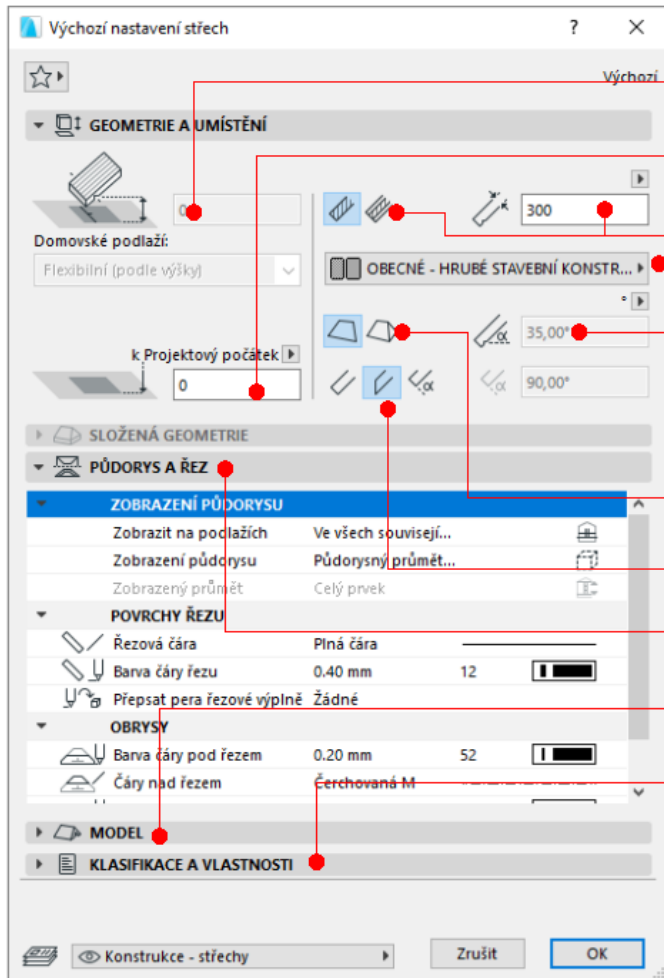 Výchozí nastavení střech ?
Výchozí
GEOMETRIE A UMÍSTĚNÍ
0
300
Domovské podlaží:
Flexibilní (podle výšky)
OBECNÉ - HRUBÉ STAVEBNÍ KONSTR...
°
α 35,00°
k Projektový počátek
0
α α 90,00°
SLOŽENÁ GEOMETRIE
PŮDORYS A ŘEZ
ZOBRAZENÍ PŮDORYSU
Zobrazit na podlažích Ve všech souvisejí...
Zobrazení půdorysu Půdorysný průmět...
Zobrazený průmět Celý prvek
POVRCHY ŘEZU
Řezová čára Plná čára
Barva čáry řezu 0.40 mm 12
Přepsat pera řezové výplně Žádné
OBRYSY
Barva čáry pod řezem 0.20 mm 52
Čáry nad řezem Čerchovaná M
MODEL
KLASIFIKACE A VLASTNOSTI
Konstrukce - střechy Zrušit OK